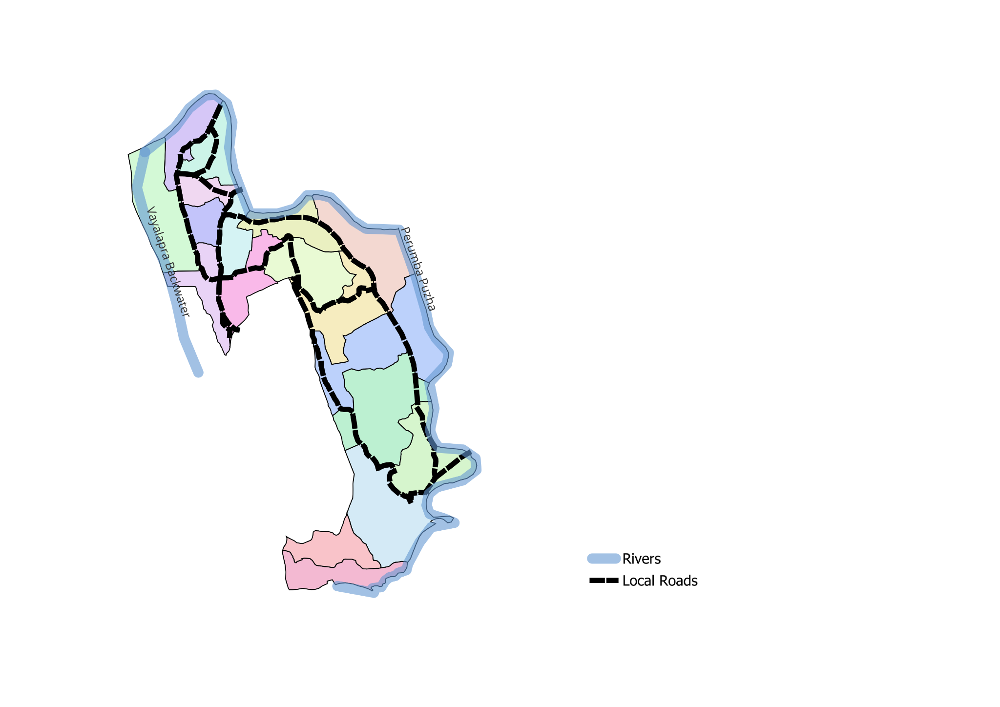 Vayalapra Backwater
Perumba Puzha
Rivers
Local Roads